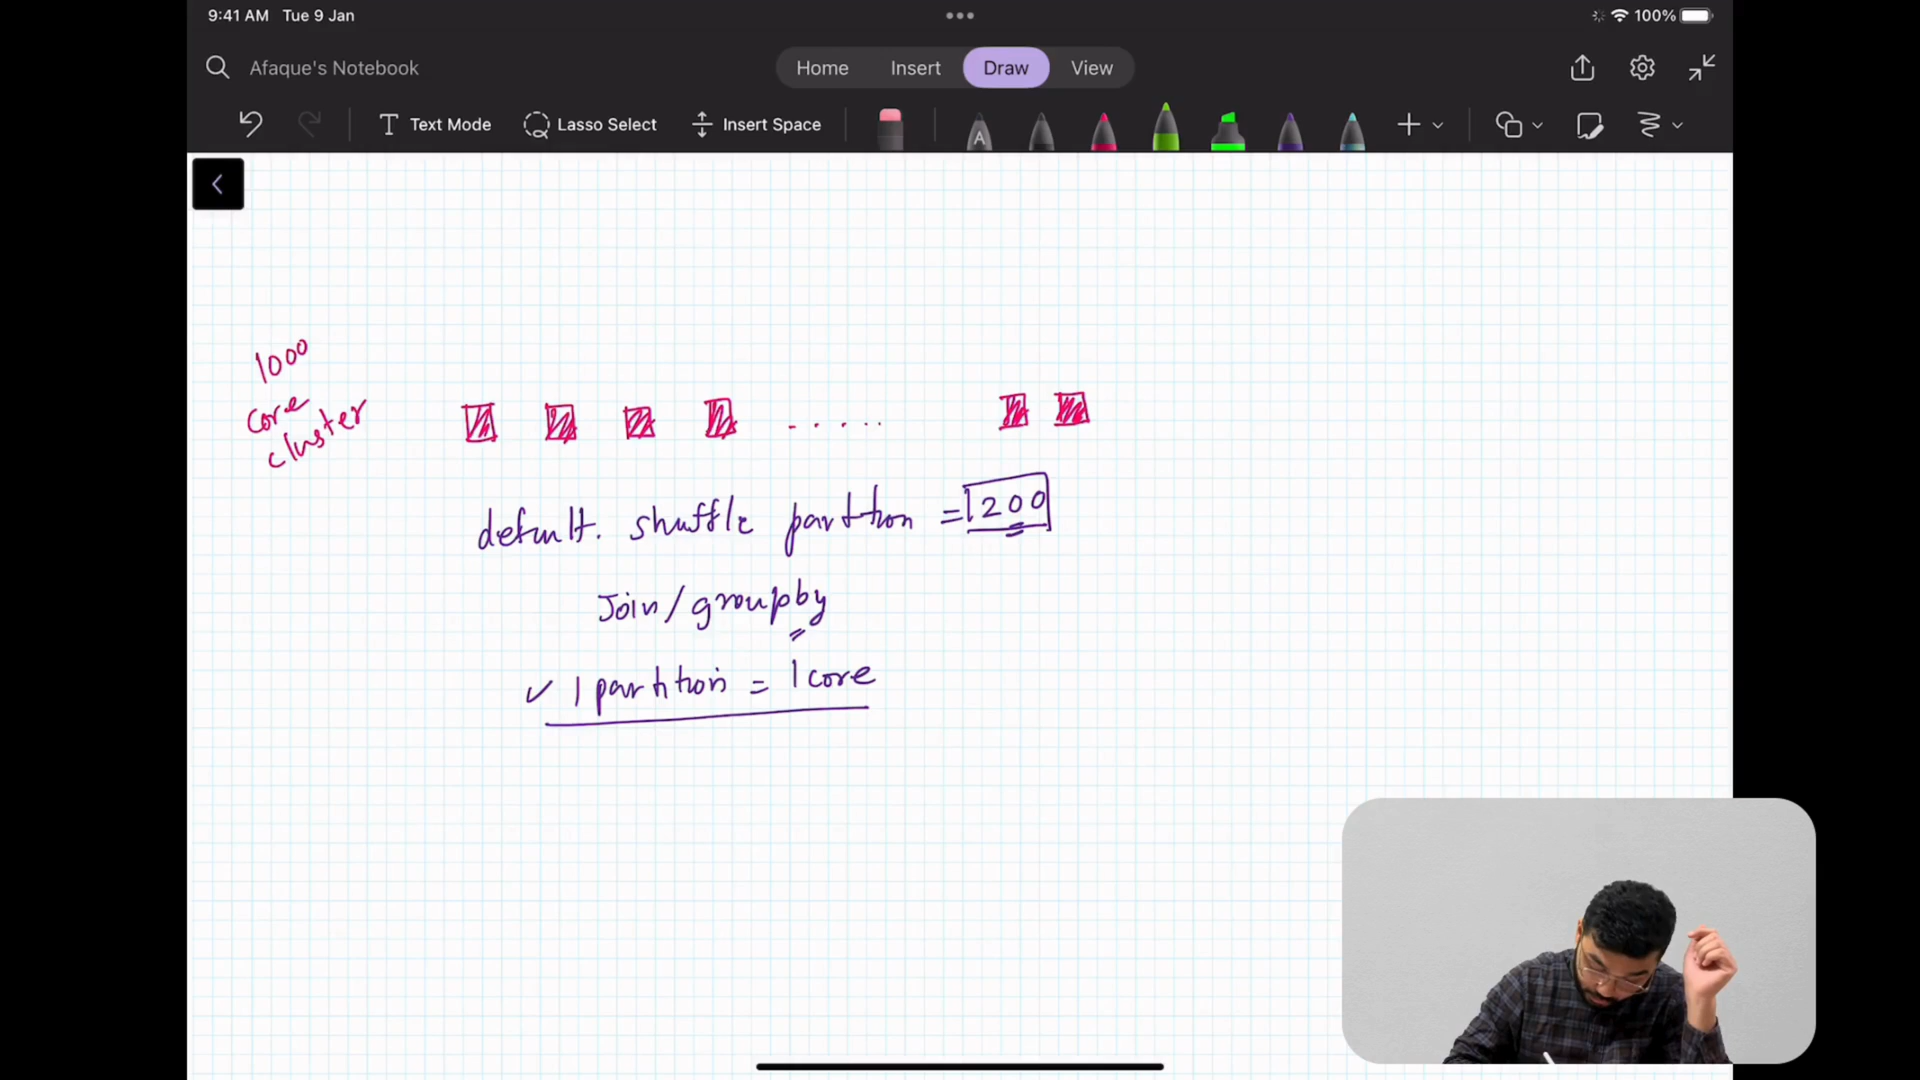 9:41 AM Tue 9 Jan
100%
Afaque's Notebook
Home Insert Draw View
Text Mode Lasso Select Insert Space
A
1000
core
cluster
default. shuffle partition = 200
Join/groupby
✓ 1 partition = 1 core